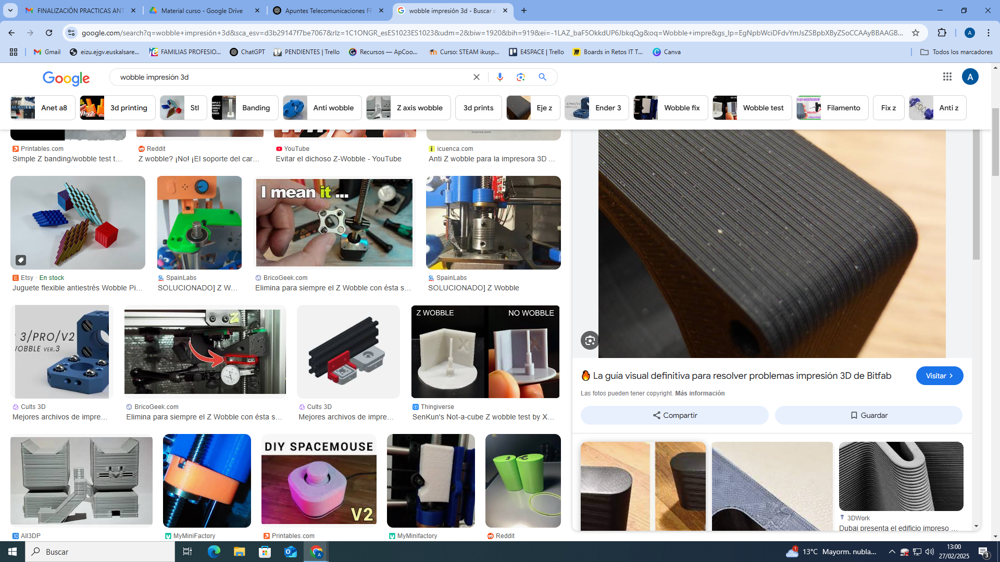 FINALIZACIÓN PRACTICAS ANT
Material curso - Google Drive
Apuntes Telecomunicaciones FP
wobble impresión 3d - Buscar c
google.com/search?q=wobble+impresión+3d&sca_esv=d3b29147f7be7067&rlz=1C1ONGR_esES1023ES1023&udm=2&biw=1920&bih=919&ei=-1LAZ_baF5OkkdUP6JbkqQg&oq=Wobble+impre&gs_lp=EgNpbWciDFdvYmJsZSBpbXByZSoCCAAyBBAAGB...
A
Gmail
eizu.ejgv.euskalsare...
FAMILIAS PROFESIO...
ChatGPT
PENDIENTES | Trello
Recursos — ApCoo...
Curso: STEAM ikusp...
E4SPACE | Trello
Boards in Retos IT T...
Canva
Todos los marcadores
Google
wobble impresión 3d
A
Anet a8
Why?
3d printing
Stl
Banding
Anti wobble
Z axis wobble
3d prints
Eje z
Ender 3
Wobble fix
Wobble test
Filamento
Fix z
Anti z
icuenca.com
Printables.com
Simple Z banding/wobble test t...
Reddit
Z wobble? ¡No! ¡El soporte del car...
YouTube
Evitar el dichoso Z-Wobble - YouTube
icuenca.com
Anti Z wobble para la impresora 3D ...
I mean it ...
Etsy · En stock
Juguete flexible antiestrés Wobble Pi...
SpainLabs
SOLUCIONADO] Z W...
BricoGeek.com
Elimina para siempre el Z Wobble con ésta s...
SpainLabs
SOLUCIONADO] Z Wobble
R 3/PRO/V2
WOBBLE VER.3
Z
Z WOBBLE
NO WOBBLE
X
Cults 3D
Mejores archivos de impre...
BricoGeek.com
Elimina para siempre el Z Wobble con ésta s...
Cults 3D
Mejores archivos de impre...
Thingiverse
SenKun's Not-a-cube Z wobble test by X...
DIY SPACEMOUSE
V2
All3DP
MyMiniFactory
Printables.com
MyMinifactory
Reddit
La guía visual definitiva para resolver problemas impresión 3D de Bitfab
Visitar
Las fotos pueden tener copyright. Más información
Compartir
Guardar
3DWork
Dubai presenta el edificio impreso ...
Buscar
1
13°C Mayorm. nubla...
13:00
27/02/2025
3